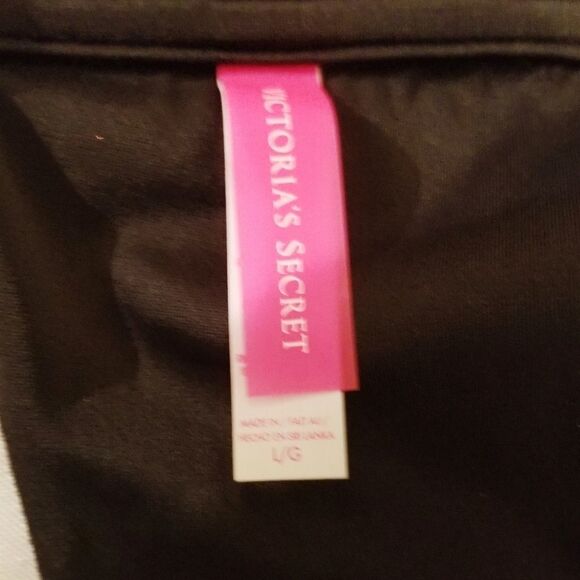 VICTORIA'S SECRET
MADE IN / FAIT AU /
HECHO EN SRI LANKA
L/G